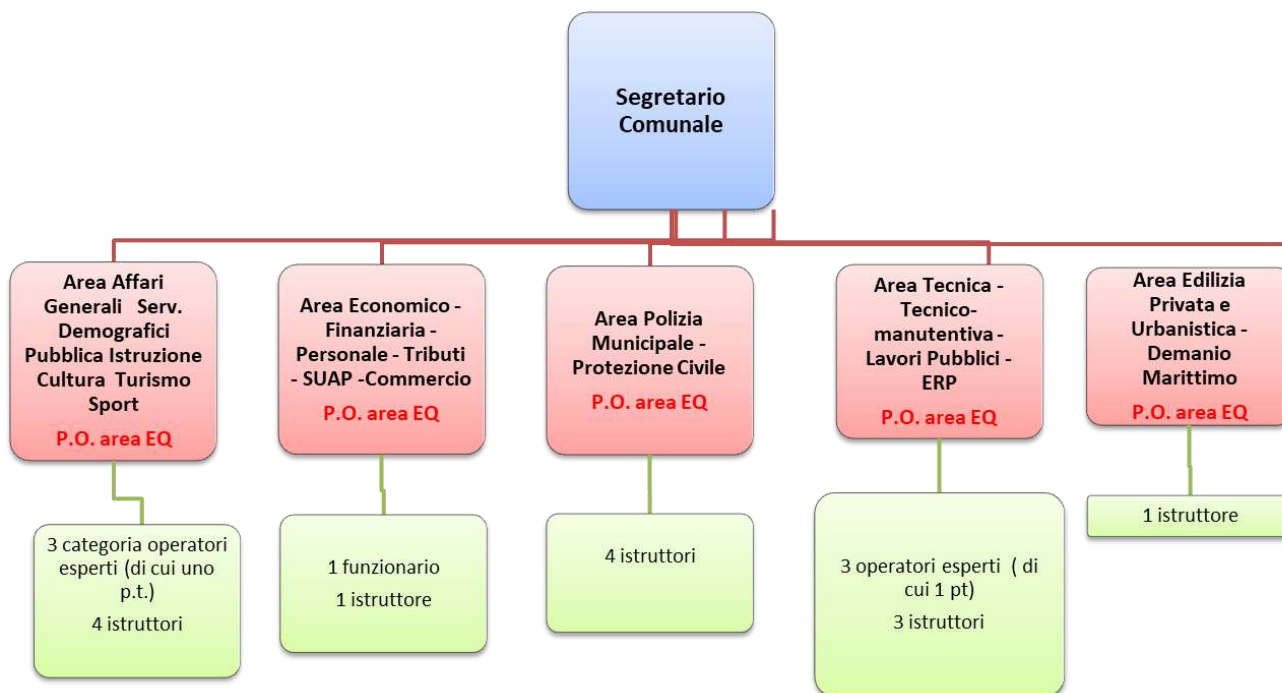 Segretario
Comunale
Area Affari
Generali Serv.
Demografici
Pubblica Istruzione
Cultura Turismo
Sport
P.O. area EQ
Area Economico -
Finanziaria -
Personale - Tributi
- SUAP -Commercio
P.O. area EQ
Area Polizia
Municipale -
Protezione Civile
P.O. area EQ
Area Tecnica -
Tecnico-
manutentiva -
Lavori Pubblici -
ERP
P.O. area EQ
Area Edilizia
Privata e
Urbanistica -
Demanio
Marittimo
P.O. area EQ
3 categoria operatori
esperti (di cui uno
p.t.)
4 istruttori
1 funzionario
1 istruttore
4 istruttori
3 operatori esperti ( di
cui 1 pt)
3 istruttori
1 istruttore